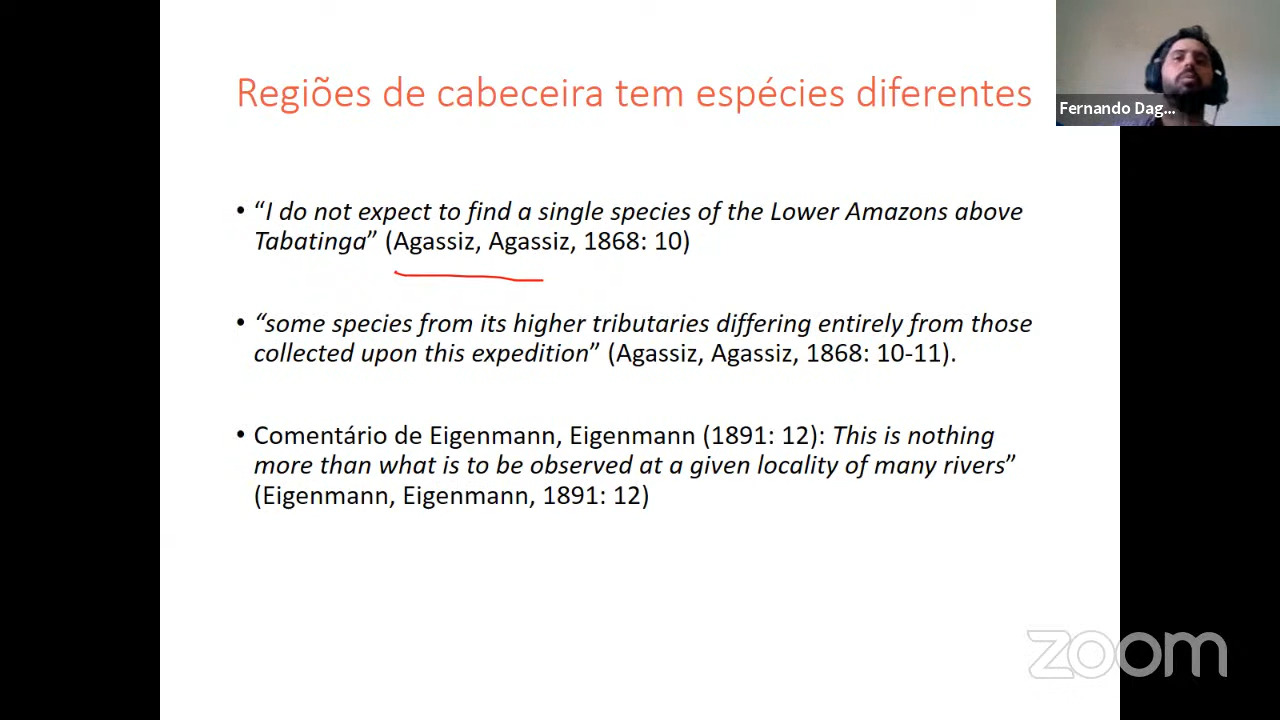 Regiões de cabeceira tem espécies diferentes
Fernando Dag...
• “I do not expect to find a single species of the Lower Amazons above
Tabatinga” (Agassiz, Agassiz, 1868: 10)
• “some species from its higher tributaries differing entirely from those
collected upon this expedition” (Agassiz, Agassiz, 1868: 10-11).
• Comentário de Eigenmann, Eigenmann (1891: 12): This is nothing
more than what is to be observed at a given locality of many rivers”
(Eigenmann, Eigenmann, 1891: 12)
zoom